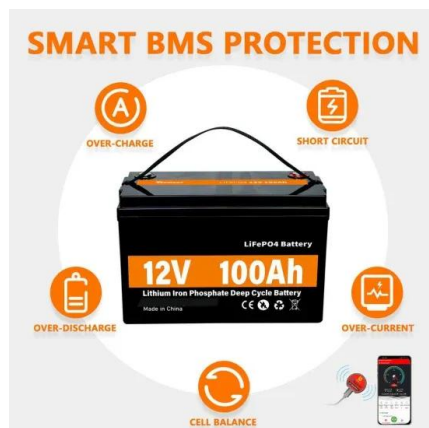 SMART BMS PROTECTION
A
OVER-CHARGE
SHORT CIRCUIT
LiFePO4 Battery
12V 100Ah
Lithium Iron Phosphate Deep Cycle Battery
Made in China
CE
OVER-DISCHARGE
OVER-CURRENT
CELL BALANCE